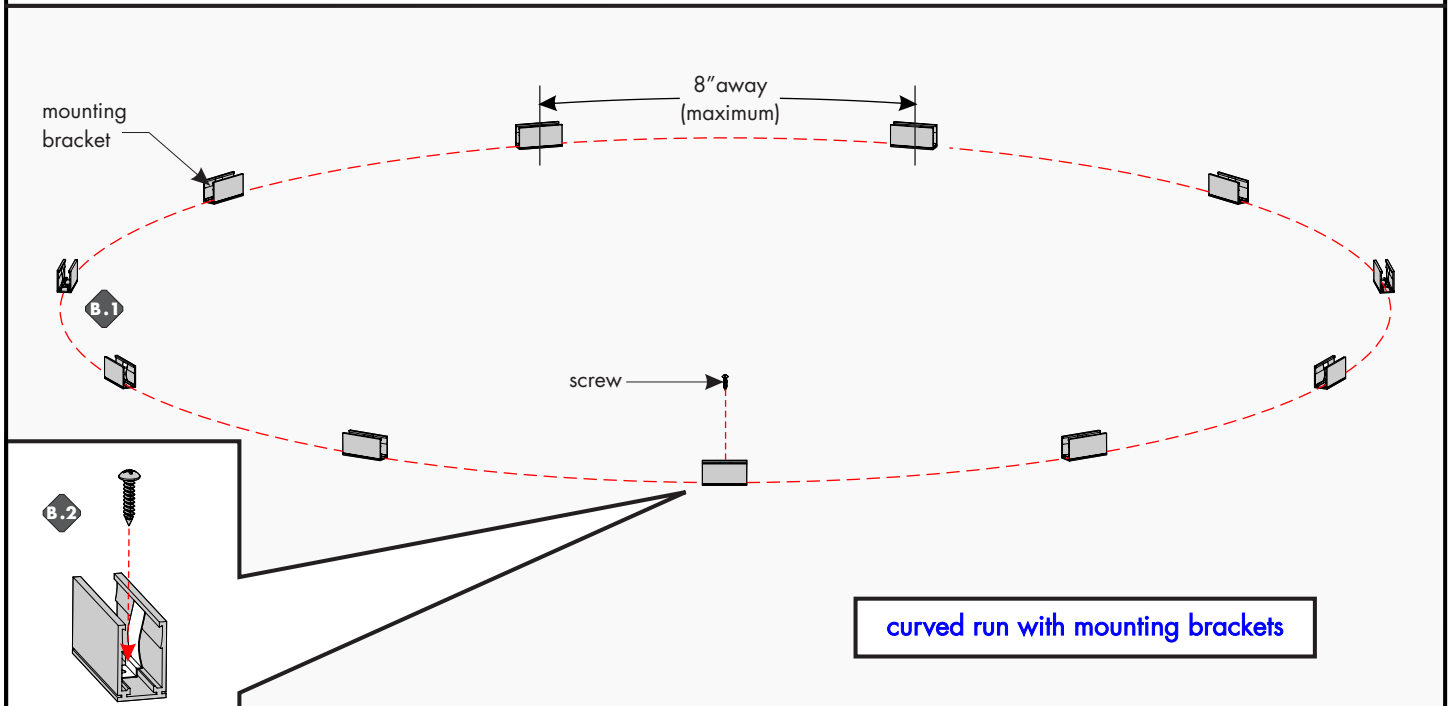 8”away
(maximum)
mounting
bracket
B.1
screw
B.2
curved run with mounting brackets